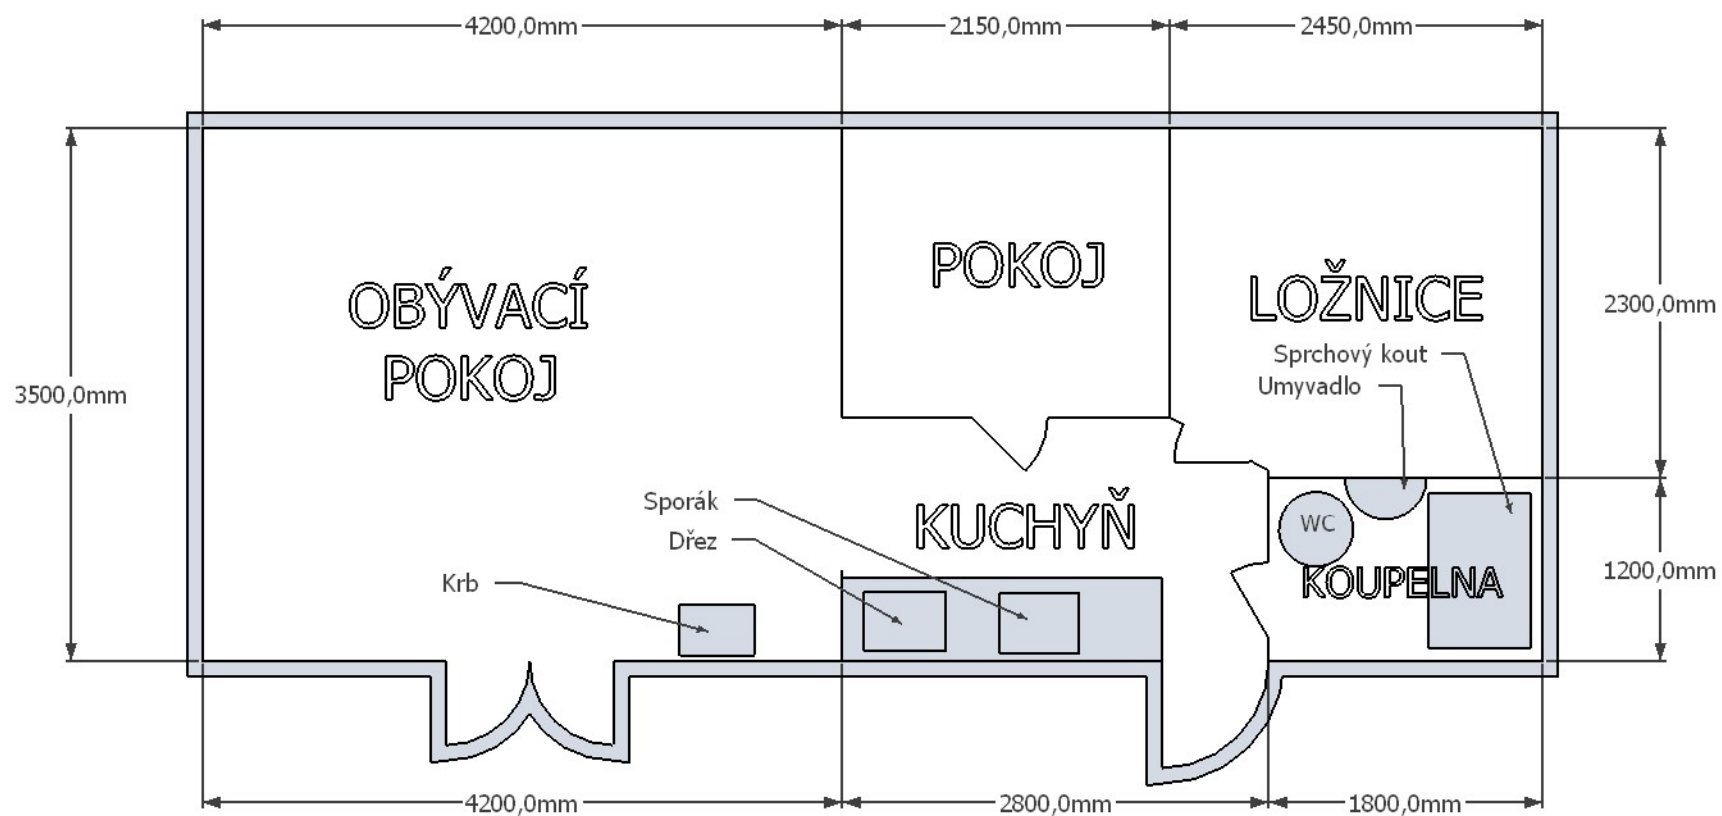 4200,0mm
2150,0mm
2450,0mm
OBÝVACÍ
POKOJ
POKOJ
LOŽNICE
2300,0mm
Sprchový kout
Umyvadlo
3500,0mm
Sporák
KUCHYŇ
WC
Dřez
Krb
KOUPELNA
1200,0mm
4200,0mm
2800,0mm
1800,0mm